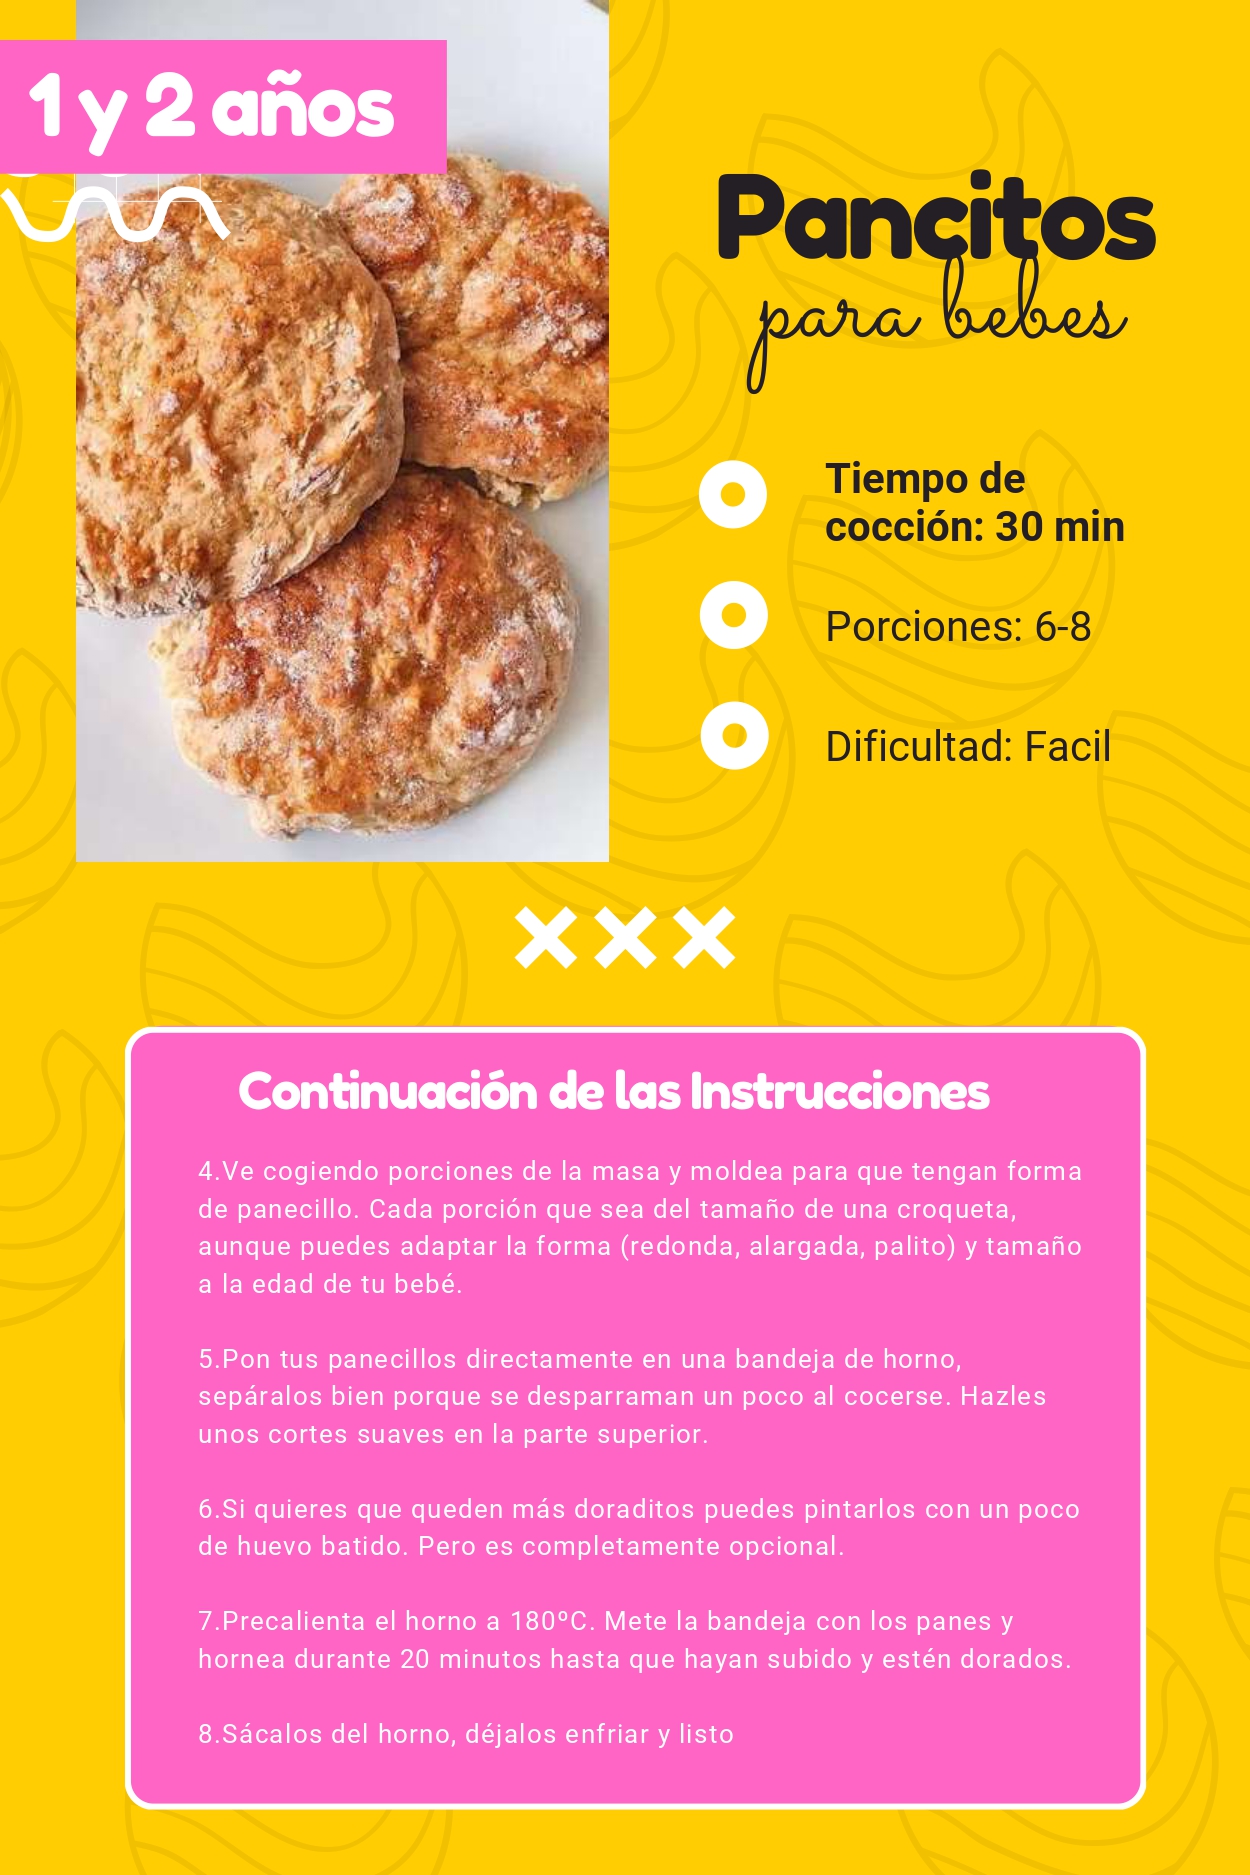 1 y 2 años
Pancitos
para bebes
Tiempo de
cocción: 30 min
Porciones: 6-8
Dificultad: Facil
Continuación de las Instrucciones
4.Ve cogiendo porciones de la masa y moldea para que tengan forma
de panecillo. Cada porción que sea del tamaño de una croqueta,
aunque puedes adaptar la forma (redonda, alargada, palito) y tamaño
a la edad de tu bebé.
5.Pon tus panecillos directamente en una bandeja de horno,
sepáralos bien porque se desparraman un poco al cocerse. Hazles
unos cortes suaves en la parte superior.
6.Si quieres que queden más doraditos puedes pintarlos con un poco
de huevo batido. Pero es completamente opcional.
7.Precalienta el horno a 180ºC. Mete la bandeja con los panes y
hornea durante 20 minutos hasta que hayan subido y estén dorados.
8.Sácalos del horno, déjalos enfriar y listo